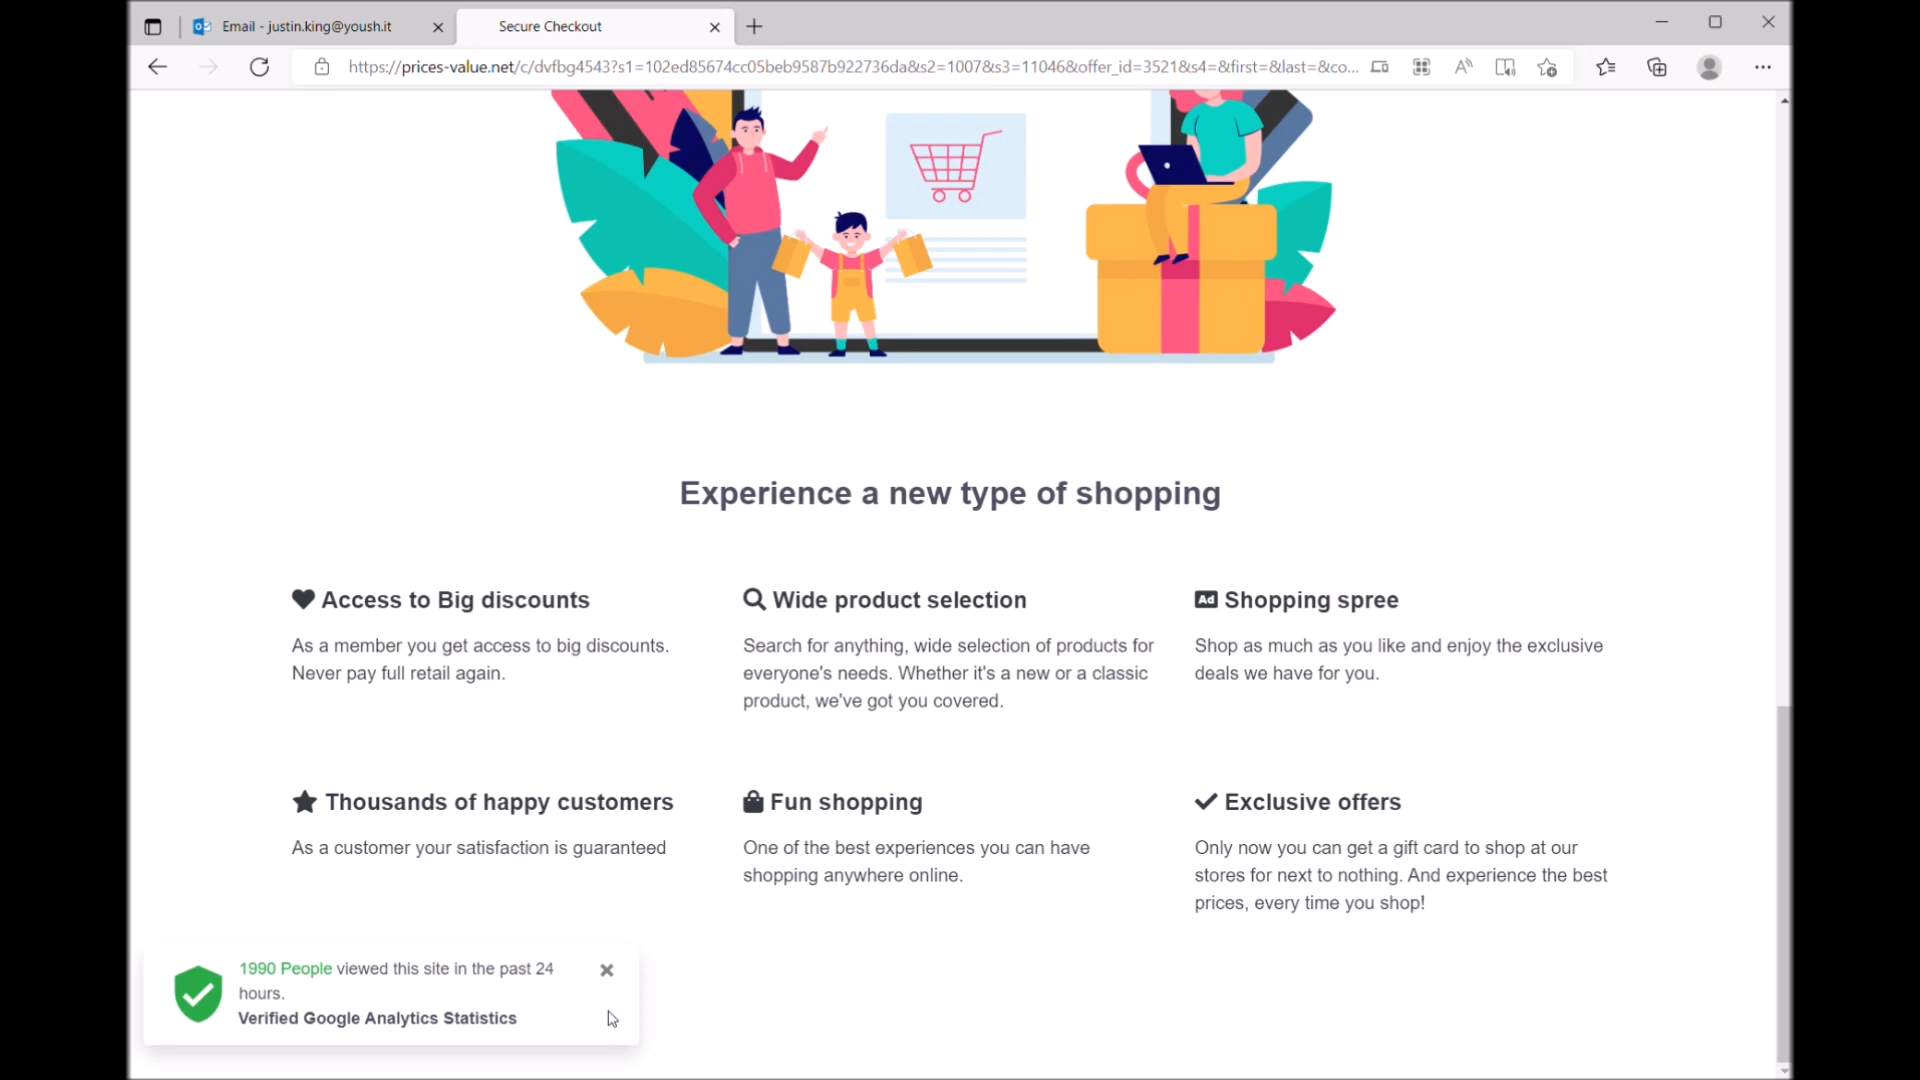 Email - justin.king@yoush.it
Secure Checkout
https://prices-value.net/c/dvfbg4543?s1=102ed85674cc05beb9587b922736da&s2=1007&s3=11046&offer_id=3521&s4=&first=&last=&co...
Experience a new type of shopping
Access to Big discounts
As a member you get access to big discounts.
Never pay full retail again.
Wide product selection
Search for anything, wide selection of products for
everyone's needs. Whether it's a new or a classic
product, we've got you covered.
Ad Shopping spree
Shop as much as you like and enjoy the exclusive
deals we have for you.
Thousands of happy customers
As a customer your satisfaction is guaranteed
Fun shopping
One of the best experiences you can have
shopping anywhere online.
Exclusive offers
Only now you can get a gift card to shop at our
stores for next to nothing. And experience the best
prices, every time you shop!
1990 People viewed this site in the past 24
hours.
Verified Google Analytics Statistics